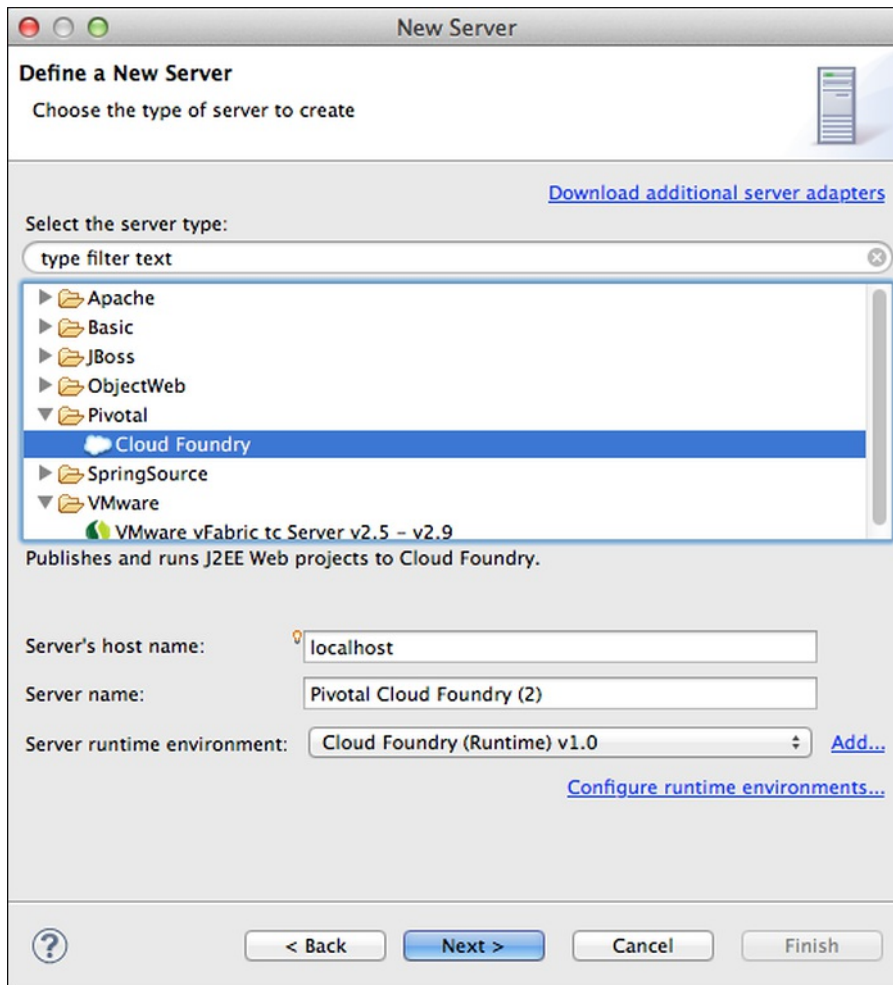 New Server
Define a New Server
Choose the type of server to create
Download additional server adapters
Select the server type:
type filter text
Apache
Basic
JBoss
ObjectWeb
Pivotal
Cloud Foundry
SpringSource
VMware
VMware vFabric tc Server v2.5 – v2.9
Publishes and runs J2EE Web projects to Cloud Foundry.
Server's host name: localhost
Server name: Pivotal Cloud Foundry (2)
Server runtime environment: Cloud Foundry (Runtime) v1.0 Add...
Configure runtime environments...
? < Back Next > Cancel Finish